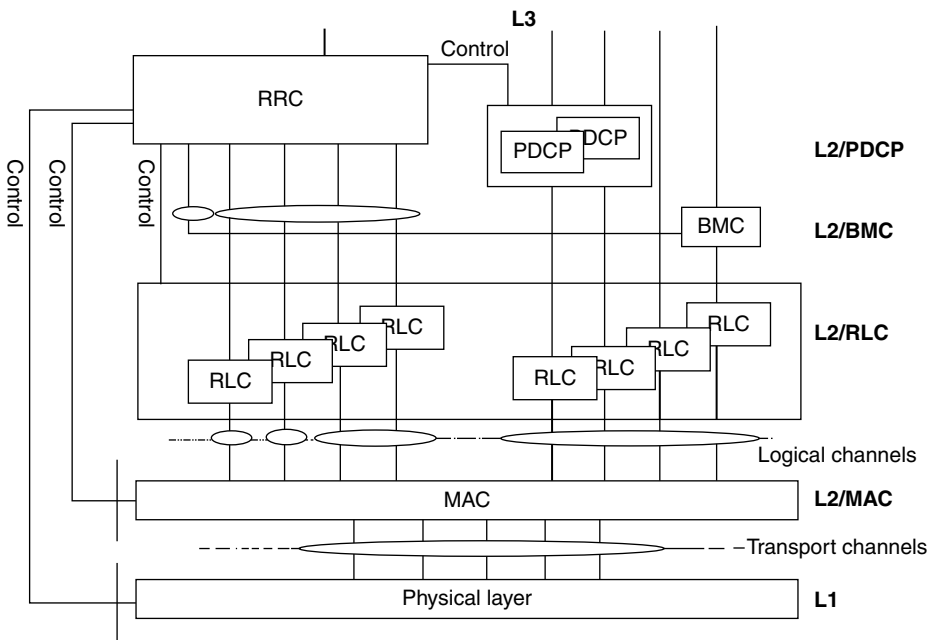 L3
Control
RRC
PDCP
PDCP
L2/PDCP
Control
Control
Control
BMC
L2/BMC
RLC
RLC
RLC
RLC
RLC
RLC
RLC
RLC
L2/RLC
Logical channels
MAC
L2/MAC
Transport channels
Physical layer
L1